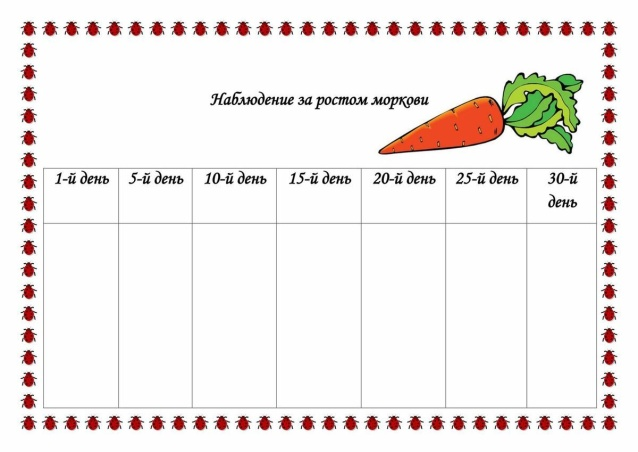 Наблюдение за ростом моркови
1-й день 5-й день 10-й день 15-й день 20-й день 25-й день 30-й
день